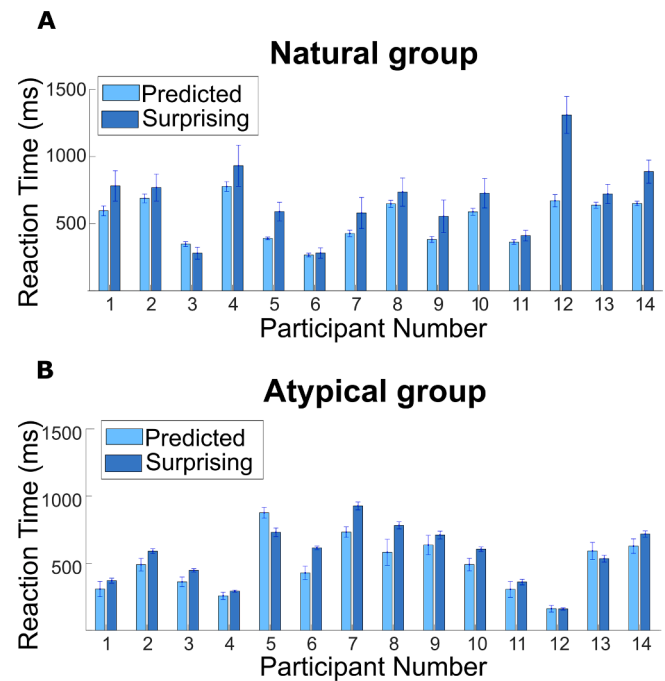 A
Natural group
Reaction Time (ms)
1500
1000
500
Predicted
Surprising
1 2 3 4 5 6 7 8 9 10 11 12 13 14
Participant Number
B
Atypical group
Reaction Time (ms)
1500
1000
500
Predicted
Surprising
1 2 3 4 5 6 7 8 9 10 11 12 13 14
Participant Number